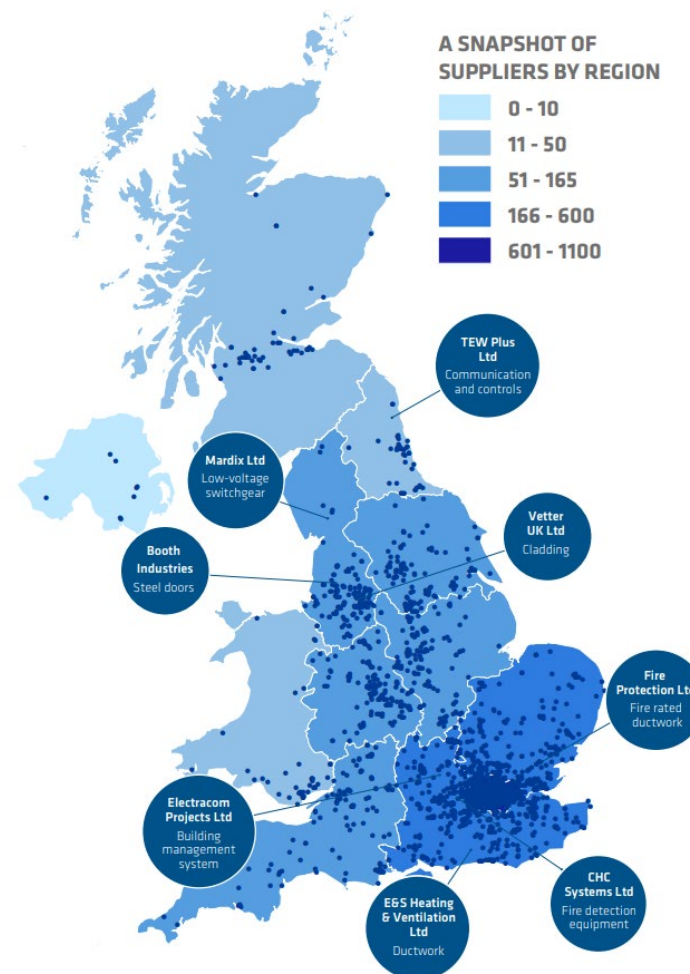 A SNAPSHOT OF
SUPPLIERS BY REGION
0 - 10
11 - 50
51 - 165
166 - 600
601 - 1100
TEW Plus
Ltd
Communication
and controls
Mardix Ltd
Low-voltage
switchgear
Vetter
UK Ltd
Cladding
Booth
Industries
Steel doors
Fire
Protection Ltd
Fire rated
ductwork
Electracom
Projects Ltd
Building
management
system
CHC
Systems Ltd
Fire detection
equipment
E&S Heating
& Ventilation
Ltd
Ductwork